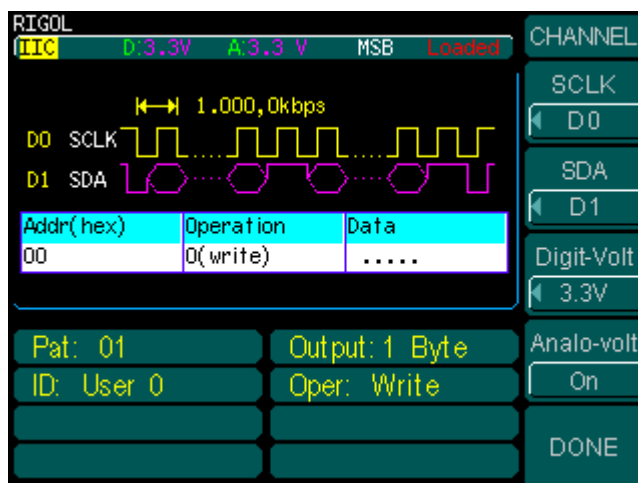 RIGOL
IIC D:3.3V A:3.3 V MSB Loaded
1.000,0kbps
D0 SCLK
D1 SDA
Addr(hex) Operation Data
00 0(write) .....
Pat: 01 Output: 1 Byte
ID: User 0 Oper: Write
CHANNEL
SCLK
D0
SDA
D1
Digit-Volt
3.3V
Analo-volt
On
DONE